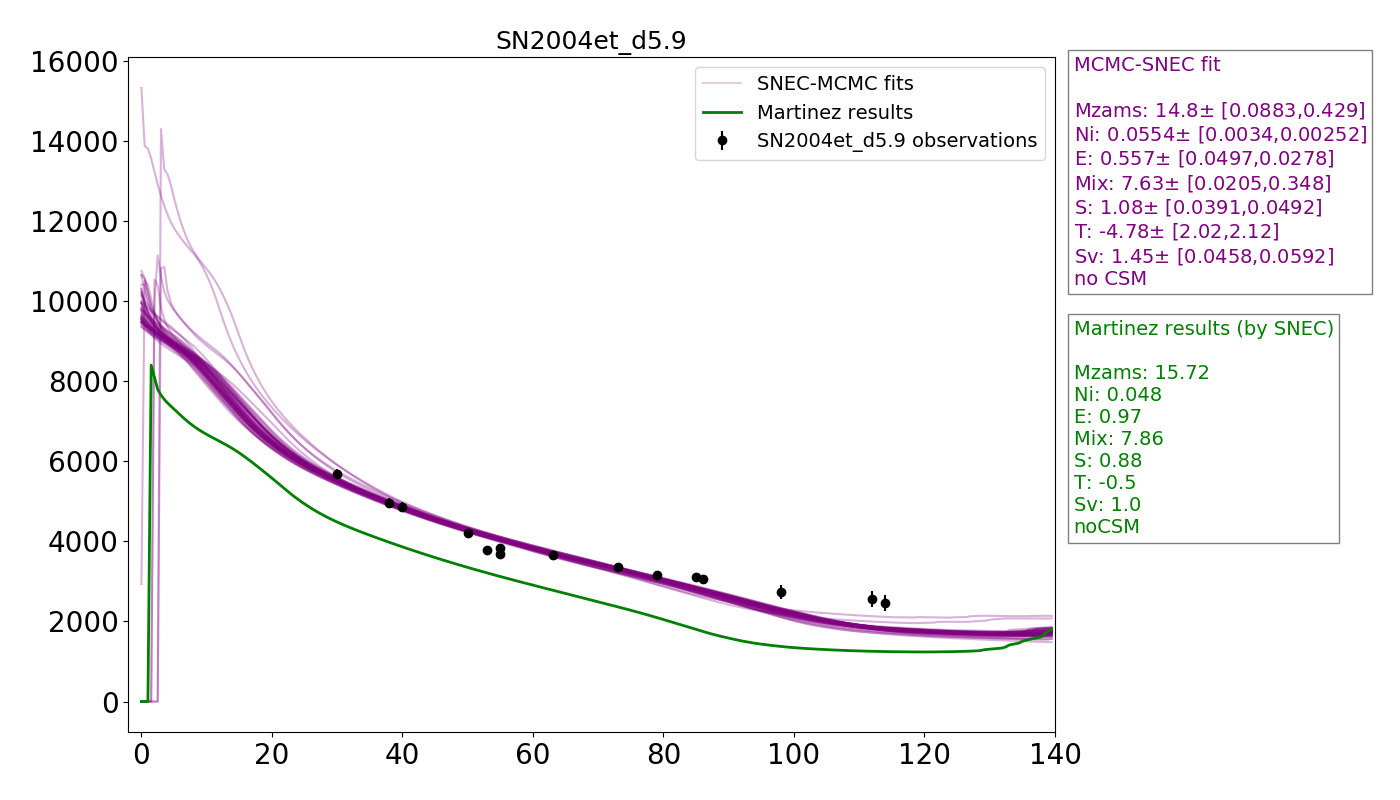 SN2004et_d5.9
16000
14000
12000
10000
8000
6000
4000
2000
0
0 20 40 60 80 100 120 140
SNEC-MCMC fits
Martinez results
SN2004et_d5.9 observations
MCMC-SNEC fit
Mzams: 14.8± [0.0883,0.429]
Ni: 0.0554± [0.0034,0.00252]
E: 0.557± [0.0497,0.0278]
Mix: 7.63± [0.0205,0.348]
S: 1.08± [0.0391,0.0492]
T: -4.78± [2.02,2.12]
Sv: 1.45± [0.0458,0.0592]
no CSM
Martinez results (by SNEC)
Mzams: 15.72
Ni: 0.048
E: 0.97
Mix: 7.86
S: 0.88
T: -0.5
Sv: 1.0
noCSM